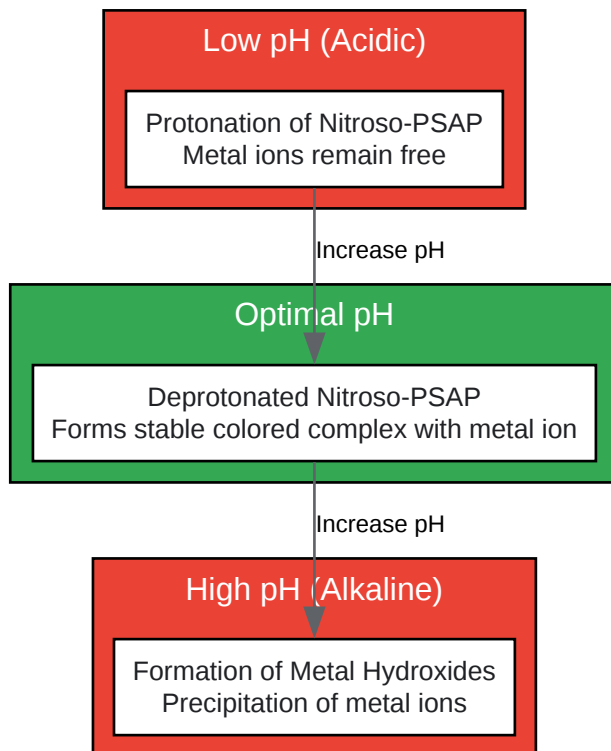 Low pH (Acidic)
Protonation of Nitroso-PSAP
Metal ions remain free
Increase pH
Optimal pH
Deprotonated Nitroso-PSAP
Forms stable colored complex with metal ion
Increase pH
High pH (Alkaline)
Formation of Metal Hydroxides
Precipitation of metal ions